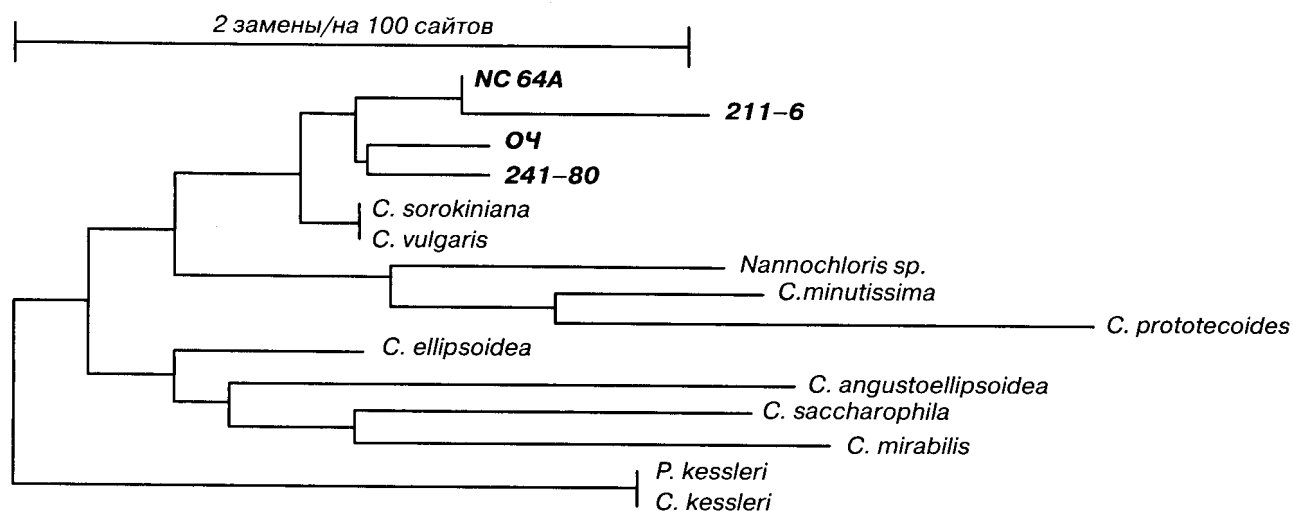 2 замены/на 100 сайтов
NC 64A
211–6
ОЧ
241–80
C. sorokiniana
C. vulgaris
Nannochloris sp.
C.minutissima
C. prototecoides
C. ellipsoidea
C. angustoellipsoidea
C. saccharophila
C. mirabilis
P. kessleri
C. kessleri